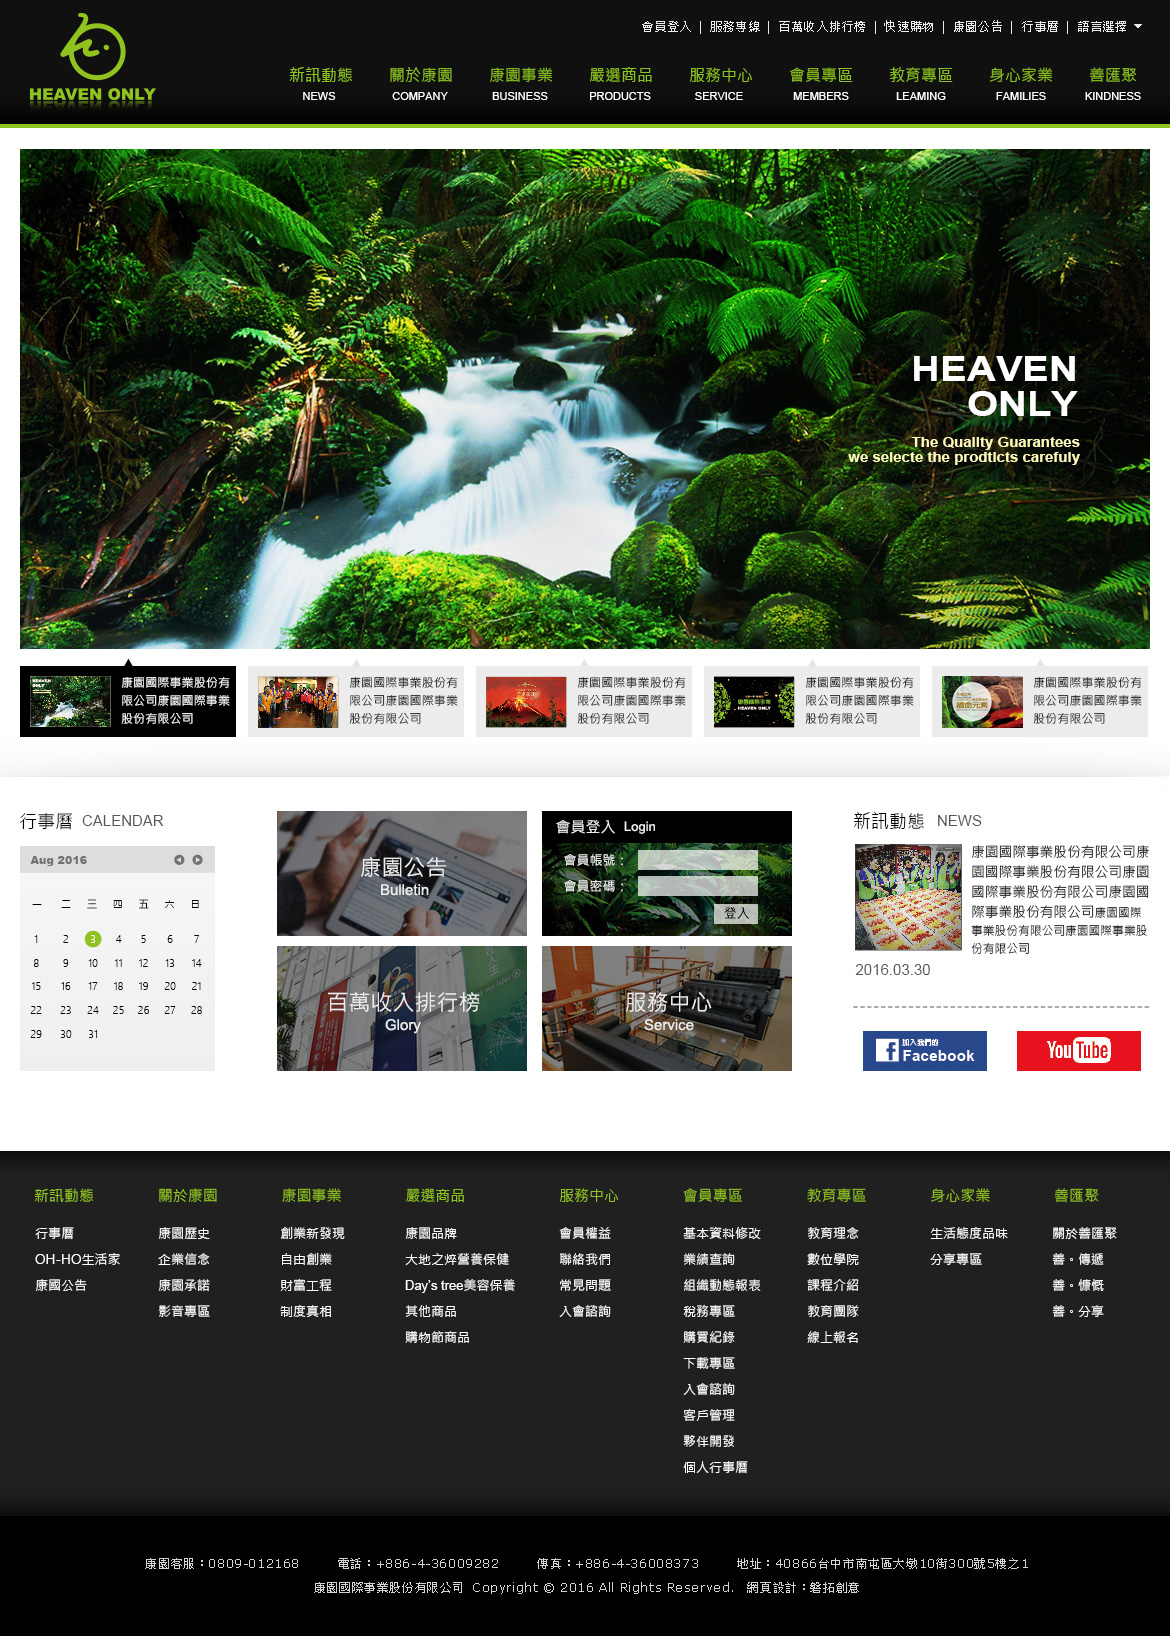 會員登入 | 服務專線 | 百萬收入排行榜 | 快速購物 | 康園公告 | 行事曆 | 語言選擇
HEAVEN ONLY
新訊動態 關於康園 康園事業 嚴選商品 服務中心 會員專區 教育專區 身心家業 善匯聚
NEWS COMPANY BUSINESS PRODUCTS SERVICE MEMBERS LEAMING FAMILIES KINDNESS
HEAVEN
ONLY
The Quality Guarantees
we selecte the prodticts carefuly
康園國際事業股份有
限公司康園國際事業
股份有限公司
康園國際事業股份有
限公司康園國際事業
股份有限公司
康園國際事業股份有
限公司康園國際事業
股份有限公司
康園國際事業股份有
限公司康園國際事業
股份有限公司
康園國際事業股份有
限公司康園國際事業
股份有限公司
行事曆 CALENDAR
Aug 2016
一 二 三 四 五 六 日
1 2 3 4 5 6 7
8 9 10 11 12 13 14
15 16 17 18 19 20 21
22 23 24 25 26 27 28
29 30 31
康園公告
Bulletin
會員登入 Login
會員帳號：
會員密碼：
登入
百萬收入排行榜
Glory
服務中心
Service
新訊動態 NEWS
康園國際事業股份有限公司康
園國際事業股份有限公司康園
國際事業股份有限公司康園國
際事業股份有限公司康園國際
事業股份有限公司康園國際事業股
份有限公司
2016.03.30
加入我們的
Facebook
YouTube
新訊動態 關於康園 康園事業 嚴選商品 服務中心 會員專區 教育專區 身心家業 善匯聚
行事曆 康園歷史 創業新發現 康園品牌 會員權益 基本資料修改 教育理念 生活態度品味 關於善匯聚
OH-HO生活家 企業信念 自由創業 大地之焠營養保健 聯絡我們 業績查詢 數位學院 分享專區 善。傳遞
康園公告 康園承諾 財富工程 Day's tree美容保養 常見問題 組織動態報表 課程介紹 善。慷慨
影音專區 制度真相 其他商品 入會諮詢 稅務專區 教育團隊 善。分享
購物節商品 購買紀錄 線上報名
下載專區
入會諮詢
客戶管理
夥伴開發
個人行事曆
康園客服：0809-012168 電話：+886-4-36009282 傳真：+886-4-36008373 地址：40866台中市南屯區大墩10街300號5樓之1
康園國際事業股份有限公司 Copyright © 2016 All Rights Reserved. 網頁設計：磐拓創意